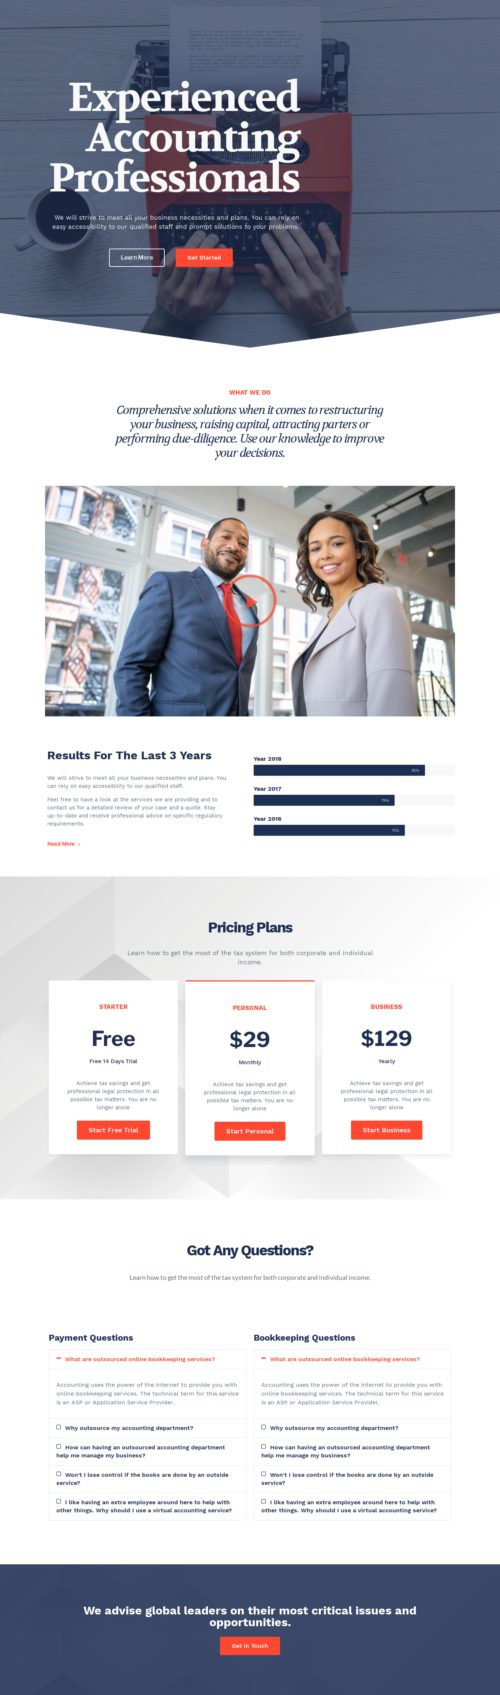 Experienced
Accounting
Professionals
We will strive to meet all your business necessities and plans. You can rely on
easy accessibility to our qualified staff and prompt solutions to your problems.
Learn More
Get Started
WHAT WE DO
Comprehensive solutions when it comes to restructuring
your business, raising capital, attracting parters or
performing due-diligence. Use our knowledge to improve
your decisions.
Results For The Last 3 Years
We will strive to meet all your business necessities and plans. You
can rely on easy accessibility to our qualified staff.
Feel free to have a look at the services we are providing and to
contact us for a detailed review of your case and a quote. Stay
up-to-date and receive professional advice on specific regulatory
requirements.
Read More
Year 2018
Year 2017
Year 2016
Pricing Plans
Learn how to get the most of the tax system for both corporate and individual
income.
STARTER
Free
Free 14 Days Trial
Achieve tax savings and get
professional legal protection in all
possible tax matters. You are no
longer alone
Start Free Trial
PERSONAL
$29
Monthly
Achieve tax savings and get
professional legal protection in all
possible tax matters. You are no
longer alone
Start Personal
BUSINESS
$129
Yearly
Achieve tax savings and get
professional legal protection in all
possible tax matters. You are no
longer alone
Start Business
Got Any Questions?
Learn how to get the most of the tax system for both corporate and individual income.
Payment Questions
What are outsourced online bookkeeping services?
Accounting uses the power of the Internet to provide you with
online bookkeeping services. The technical term for this service
is an ASP or Application Service Provider.
Why outsource my accounting department?
How can having an outsourced accounting department
help me manage my business?
Won't I lose control if the books are done by an outside
service?
I like having an extra employee around here to help with
other things. Why should I use a virtual accounting service?
Bookkeeping Questions
What are outsourced online bookkeeping services?
Accounting uses the power of the Internet to provide you with
online bookkeeping services. The technical term for this service
is an ASP or Application Service Provider.
Why outsource my accounting department?
How can having an outsourced accounting department
help me manage my business?
Won't I lose control if the books are done by an outside
service?
I like having an extra employee around here to help with
other things. Why should I use a virtual accounting service?
We advise global leaders on their most critical issues and
opportunities.
Get in Touch